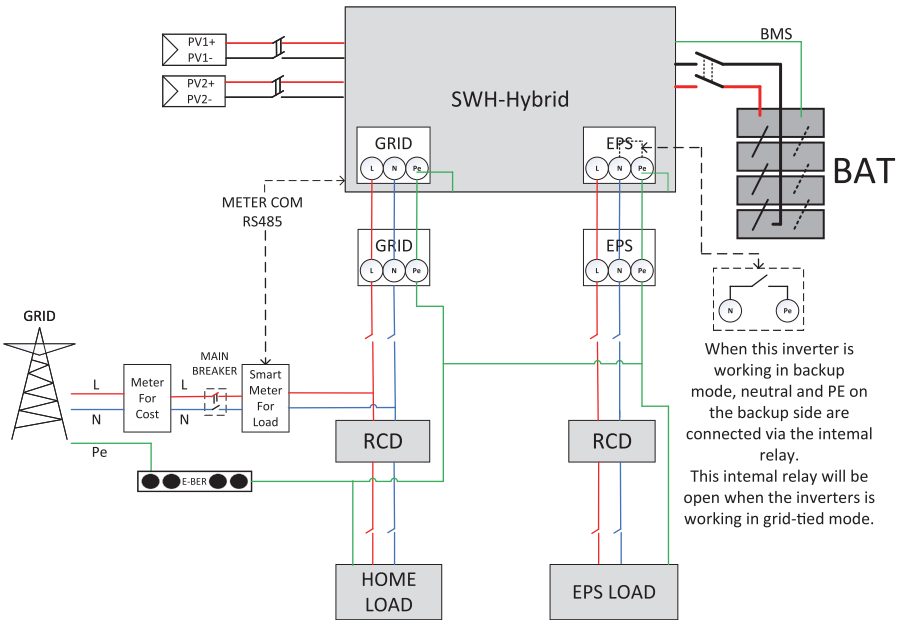 PV1+
PV1-
PV2+
PV2-
SWH-Hybrid
BMS
BAT
GRID
L N Pe
EPS
L N Pe
METER COM
RS485
GRID
L N Pe
EPS
L N Pe
N Pe
When this inverter is
working in backup
mode, neutral and PE on
the backup side are
connected via the intemal
relay.
This intemal relay will be
open when the inverters is
working in grid-tied mode.
GRID
L
N
Pe
Meter
For
Cost
MAIN
BREAKER
L
N
Smart
Meter
For
Load
E-BER
RCD
RCD
HOME
LOAD
EPS LOAD